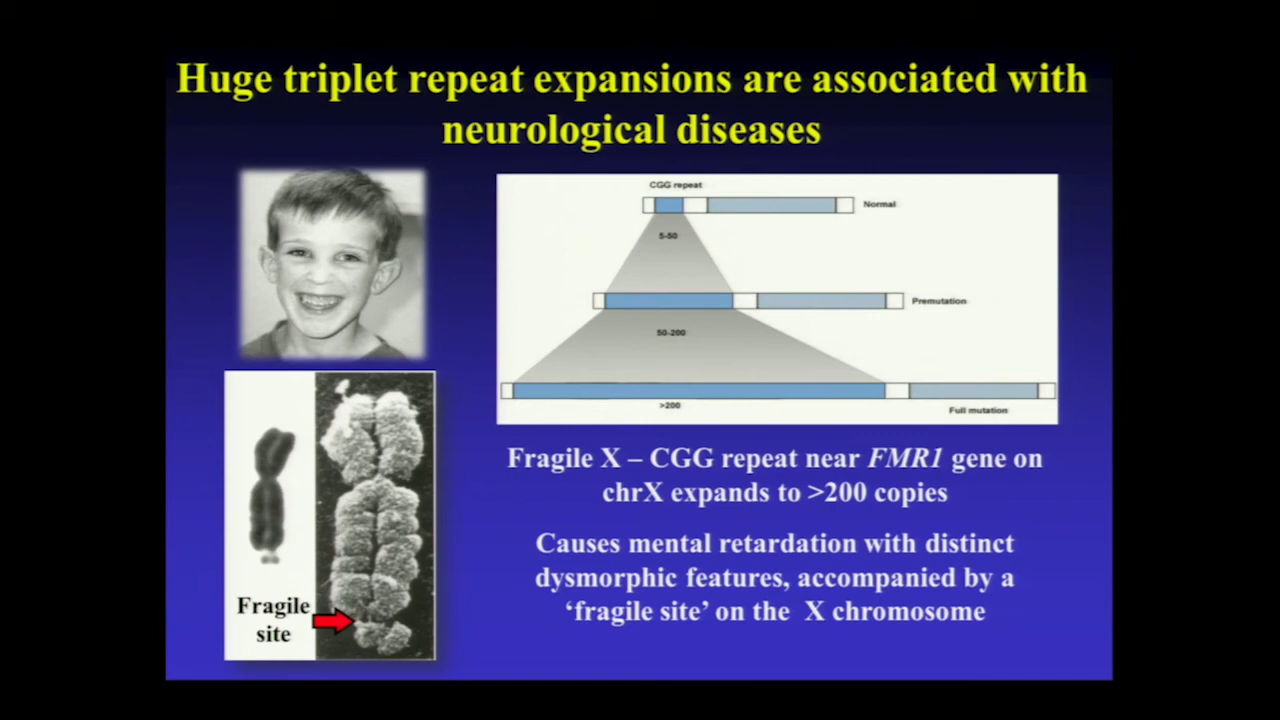 Huge triplet repeat expansions are associated with
neurological diseases
CGG repeat
Normal
5-50
Premutation
50-200
>200
Full mutation
Fragile
site
Fragile X – CGG repeat near FMR1 gene on
chrX expands to >200 copies
Causes mental retardation with distinct
dysmorphic features, accompanied by a
‘fragile site’ on the X chromosome